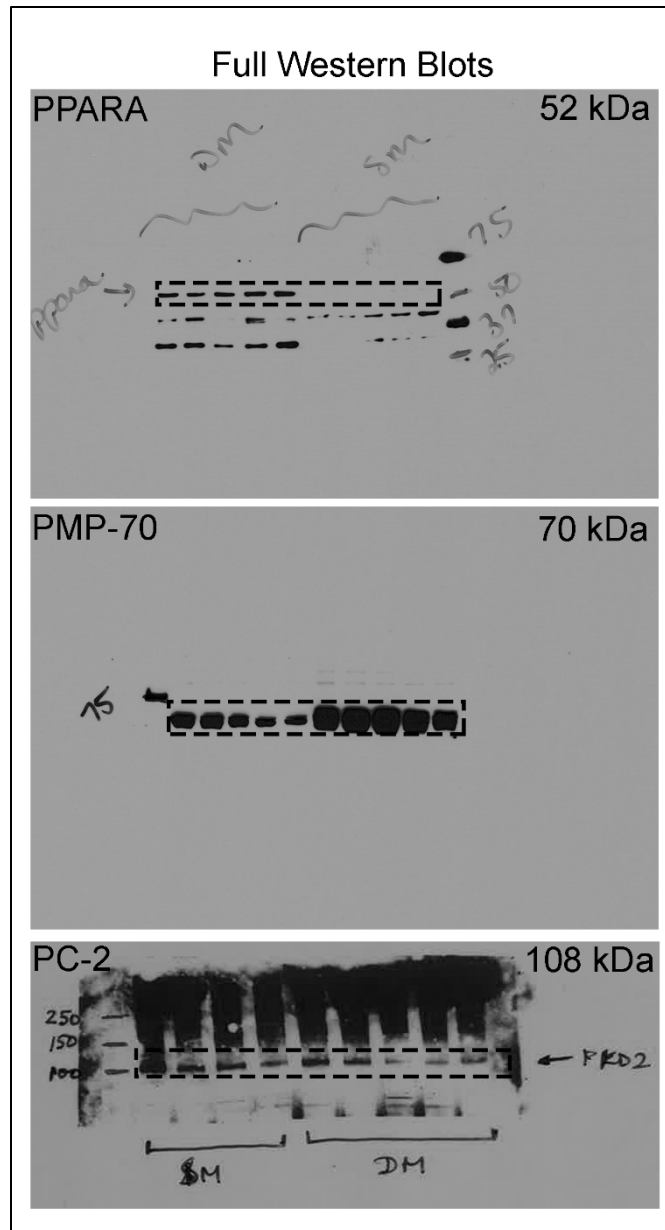 Full Western Blots
PPARA 52 kDa
DM SM
75
Ppara → 50
37
25
PMP-70 70 kDa
75
PC-2 108 kDa
250
150
100 ← PKD2
SM DM